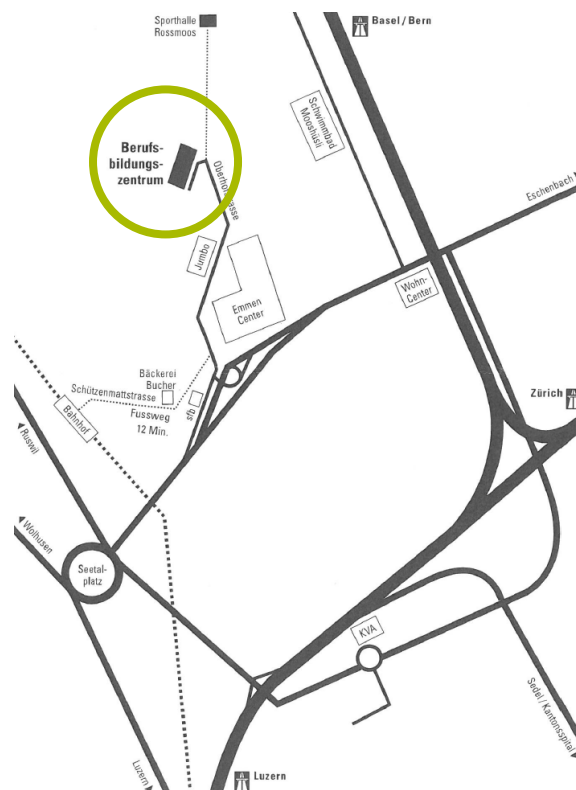 Sporthalle
Rossmoos
Basel / Bern
Schwimmbad
Mooshüsli
Berufs-
bildungs-
zentrum
Oberhofstrasse
Eschenbach
Jumbo
Emmen
Center
Wohn-
Center
Bäckerei
Bucher
Schützenmattstrasse
Fussweg
12 Min.
sfb
Bahnhof
Zürich
Ruswil
Wolhusen
Seetal-
platz
KVA
Sedel / Kantonsspital
Luzern
Luzern